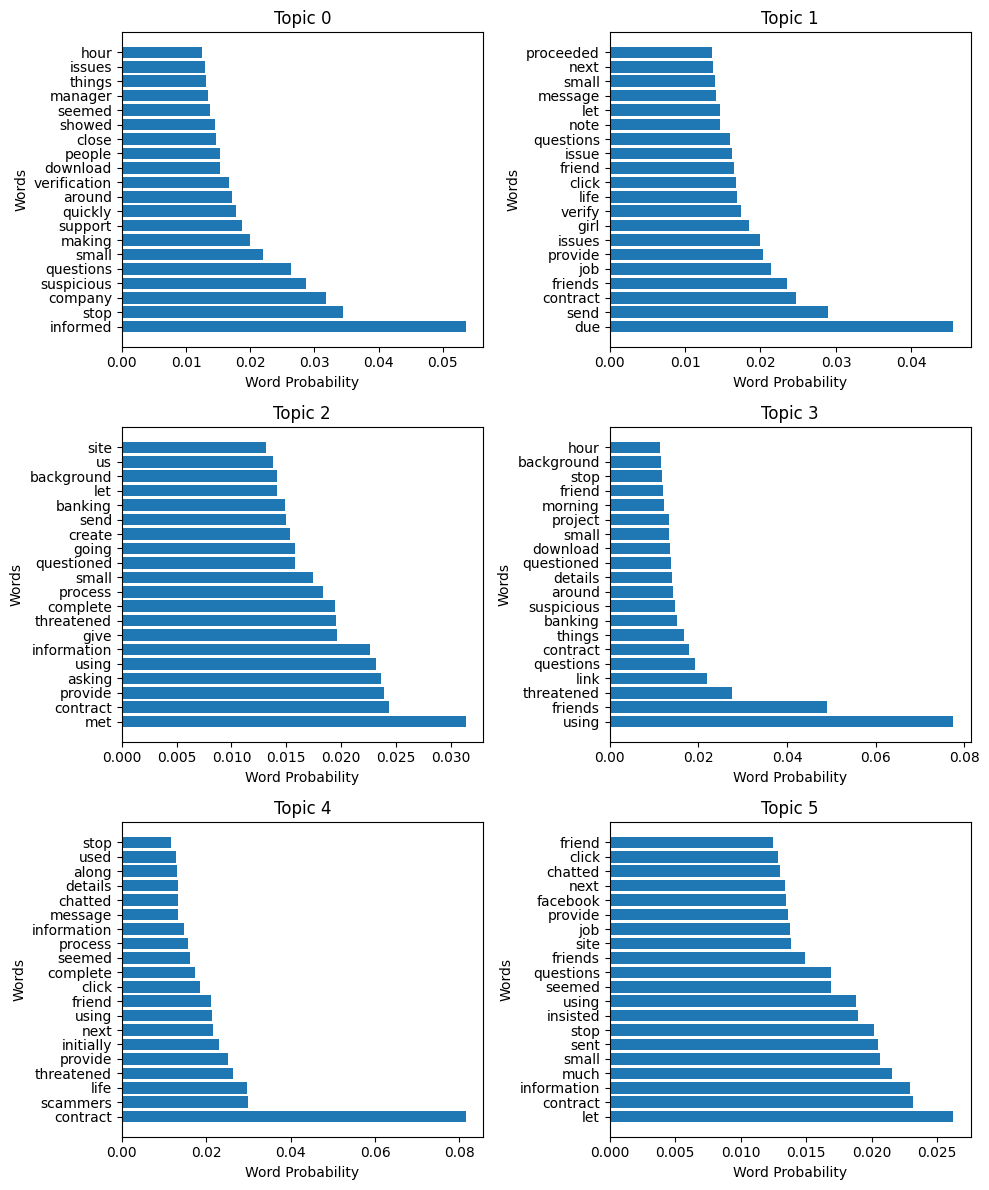 Topic 0
hour
issues
things
manager
seemed
showed
close
people
download
verification
around
quickly
support
making
small
questions
suspicious
company
stop
informed
Words
0.00 0.01 0.02 0.03 0.04 0.05
Word Probability
Topic 1
proceeded
next
small
message
let
note
questions
issue
friend
click
life
verify
girl
issues
provide
job
friends
contract
send
due
Words
0.00 0.01 0.02 0.03 0.04
Word Probability
Topic 2
site
us
background
let
banking
send
create
going
questioned
small
process
complete
threatened
give
information
using
asking
provide
contract
met
Words
0.000 0.005 0.010 0.015 0.020 0.025 0.030
Word Probability
Topic 3
hour
background
stop
friend
morning
project
small
download
questioned
details
around
suspicious
banking
things
contract
questions
link
threatened
friends
using
Words
0.00 0.02 0.04 0.06 0.08
Word Probability
Topic 4
stop
used
along
details
chatted
message
information
process
seemed
complete
click
friend
using
next
initially
provide
threatened
life
scammers
contract
Words
0.00 0.02 0.04 0.06 0.08
Word Probability
Topic 5
friend
click
chatted
next
facebook
provide
job
site
friends
questions
seemed
using
insisted
stop
sent
small
much
information
contract
let
Words
0.000 0.005 0.010 0.015 0.020 0.025
Word Probability